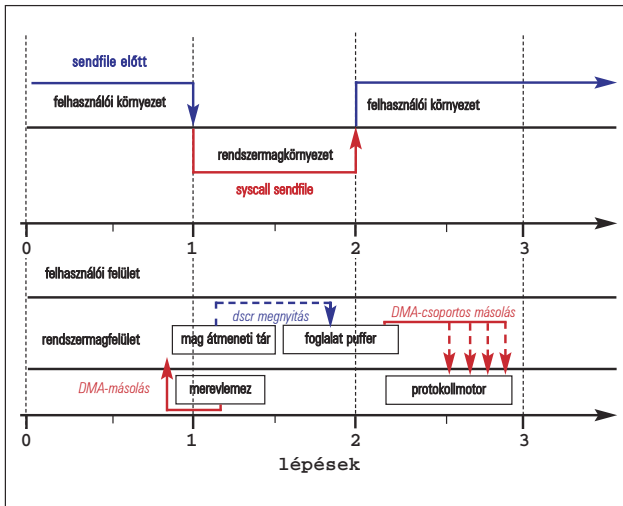 sendfile előtt
felhasználói környezet
felhasználói környezet
rendszermagkörnyezet
syscall sendfile
0 1 2 3
felhasználói felület
dscr megnyitás
DMA-csoportos másolás
rendszermagfelület
mag átmeneti tár
foglalat puffer
DMA-másolás
merevlemez
protokollmotor
0 1 2 3
lépések